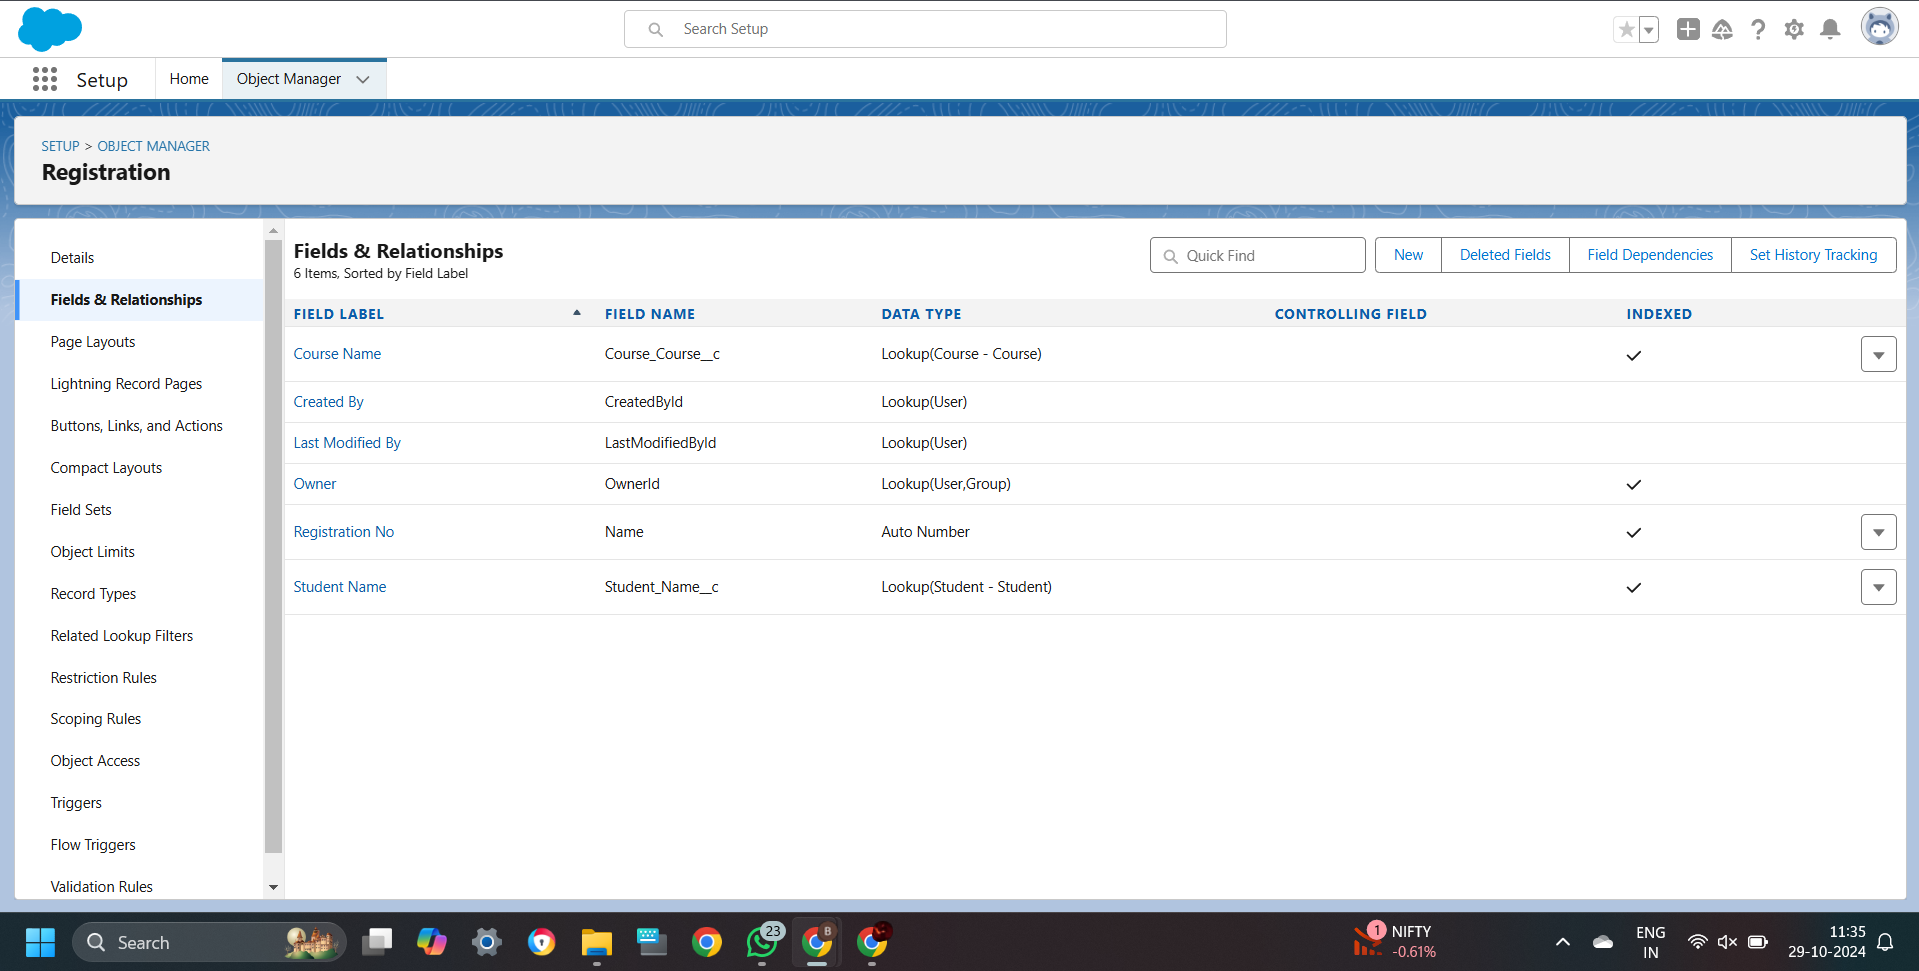 Search Setup
Setup
Home
Object Manager
SETUP > OBJECT MANAGER
Registration
Details
Fields & Relationships
Page Layouts
Lightning Record Pages
Buttons, Links, and Actions
Compact Layouts
Field Sets
Object Limits
Record Types
Related Lookup Filters
Restriction Rules
Scoping Rules
Object Access
Triggers
Flow Triggers
Validation Rules
Fields & Relationships
6 Items, Sorted by Field Label
Quick Find
New
Deleted Fields
Field Dependencies
Set History Tracking
FIELD LABEL FIELD NAME DATA TYPE CONTROLLING FIELD INDEXED
Course Name Course_Course__c Lookup(Course - Course)
Created By CreatedById Lookup(User)
Last Modified By LastModifiedById Lookup(User)
Owner OwnerId Lookup(User,Group)
Registration No Name Auto Number
Student Name Student_Name__c Lookup(Student - Student)
Search
23
B
1
NIFTY
-0.61%
ENG
IN
11:35
29-10-2024